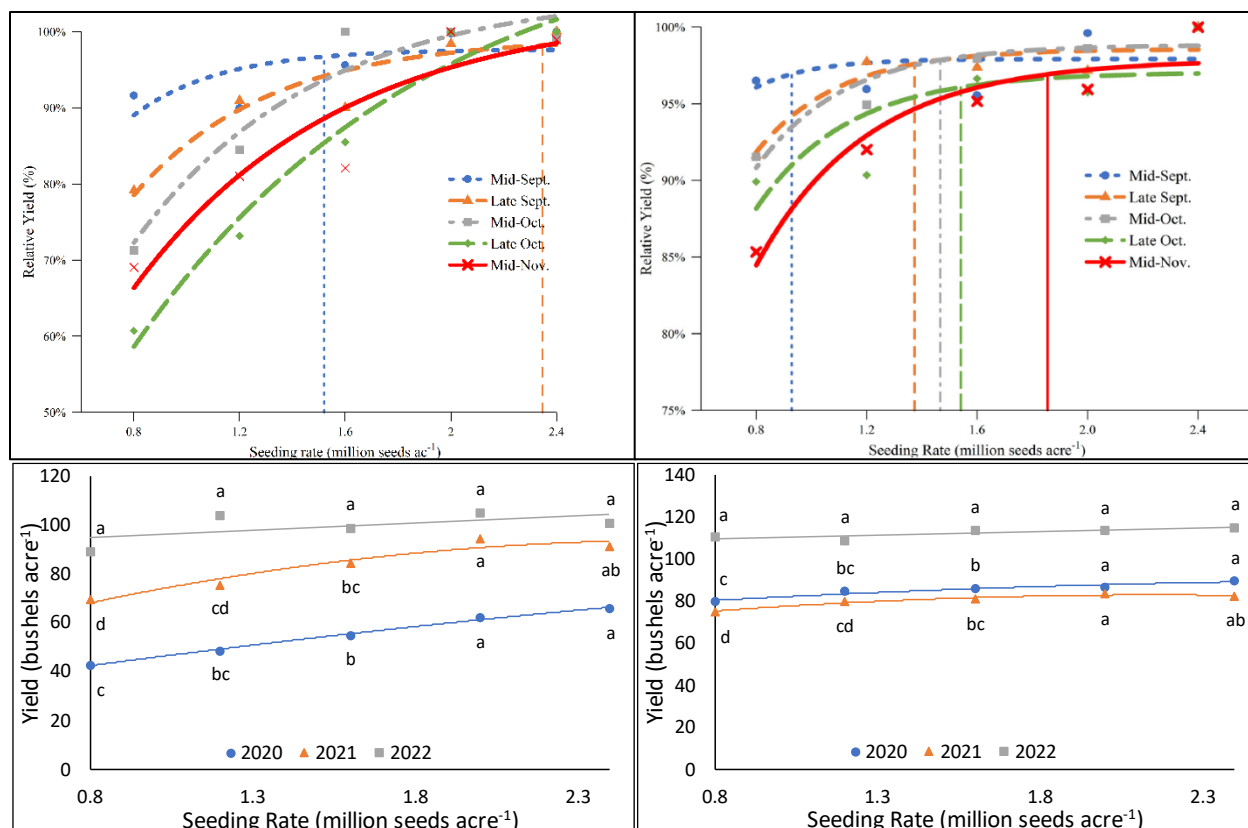 100%
90%
80%
70%
60%
50%
Relative Yield (%)
0.8 1.2 1.6 2 2.4
Seeding rate (million seeds ac⁻¹)
Mid-Sept.
Late Sept.
Mid-Oct.
Late Oct.
Mid-Nov.
100%
95%
90%
85%
80%
75%
Relative Yield (%)
0.8 1.2 1.6 2.0 2.4
Seeding Rate (million seeds acre⁻¹)
Mid-Sept.
Late Sept.
Mid-Oct.
Late Oct.
Mid-Nov.
120
100
80
60
40
20
0
Yield (bushels acre⁻¹)
a a a a a
d cd bc a ab
c bc b a a
2020 2021 2022
0.8 1.3 1.8 2.3
Seeding Rate (million seeds acre⁻¹)
140
120
100
80
60
40
20
0
Yield (bushels acre⁻¹)
a a a a a
c bc b a a
d cd bc a ab
2020 2021 2022
0.8 1.3 1.8 2.3
Seeding Rate (million seeds acre⁻¹)